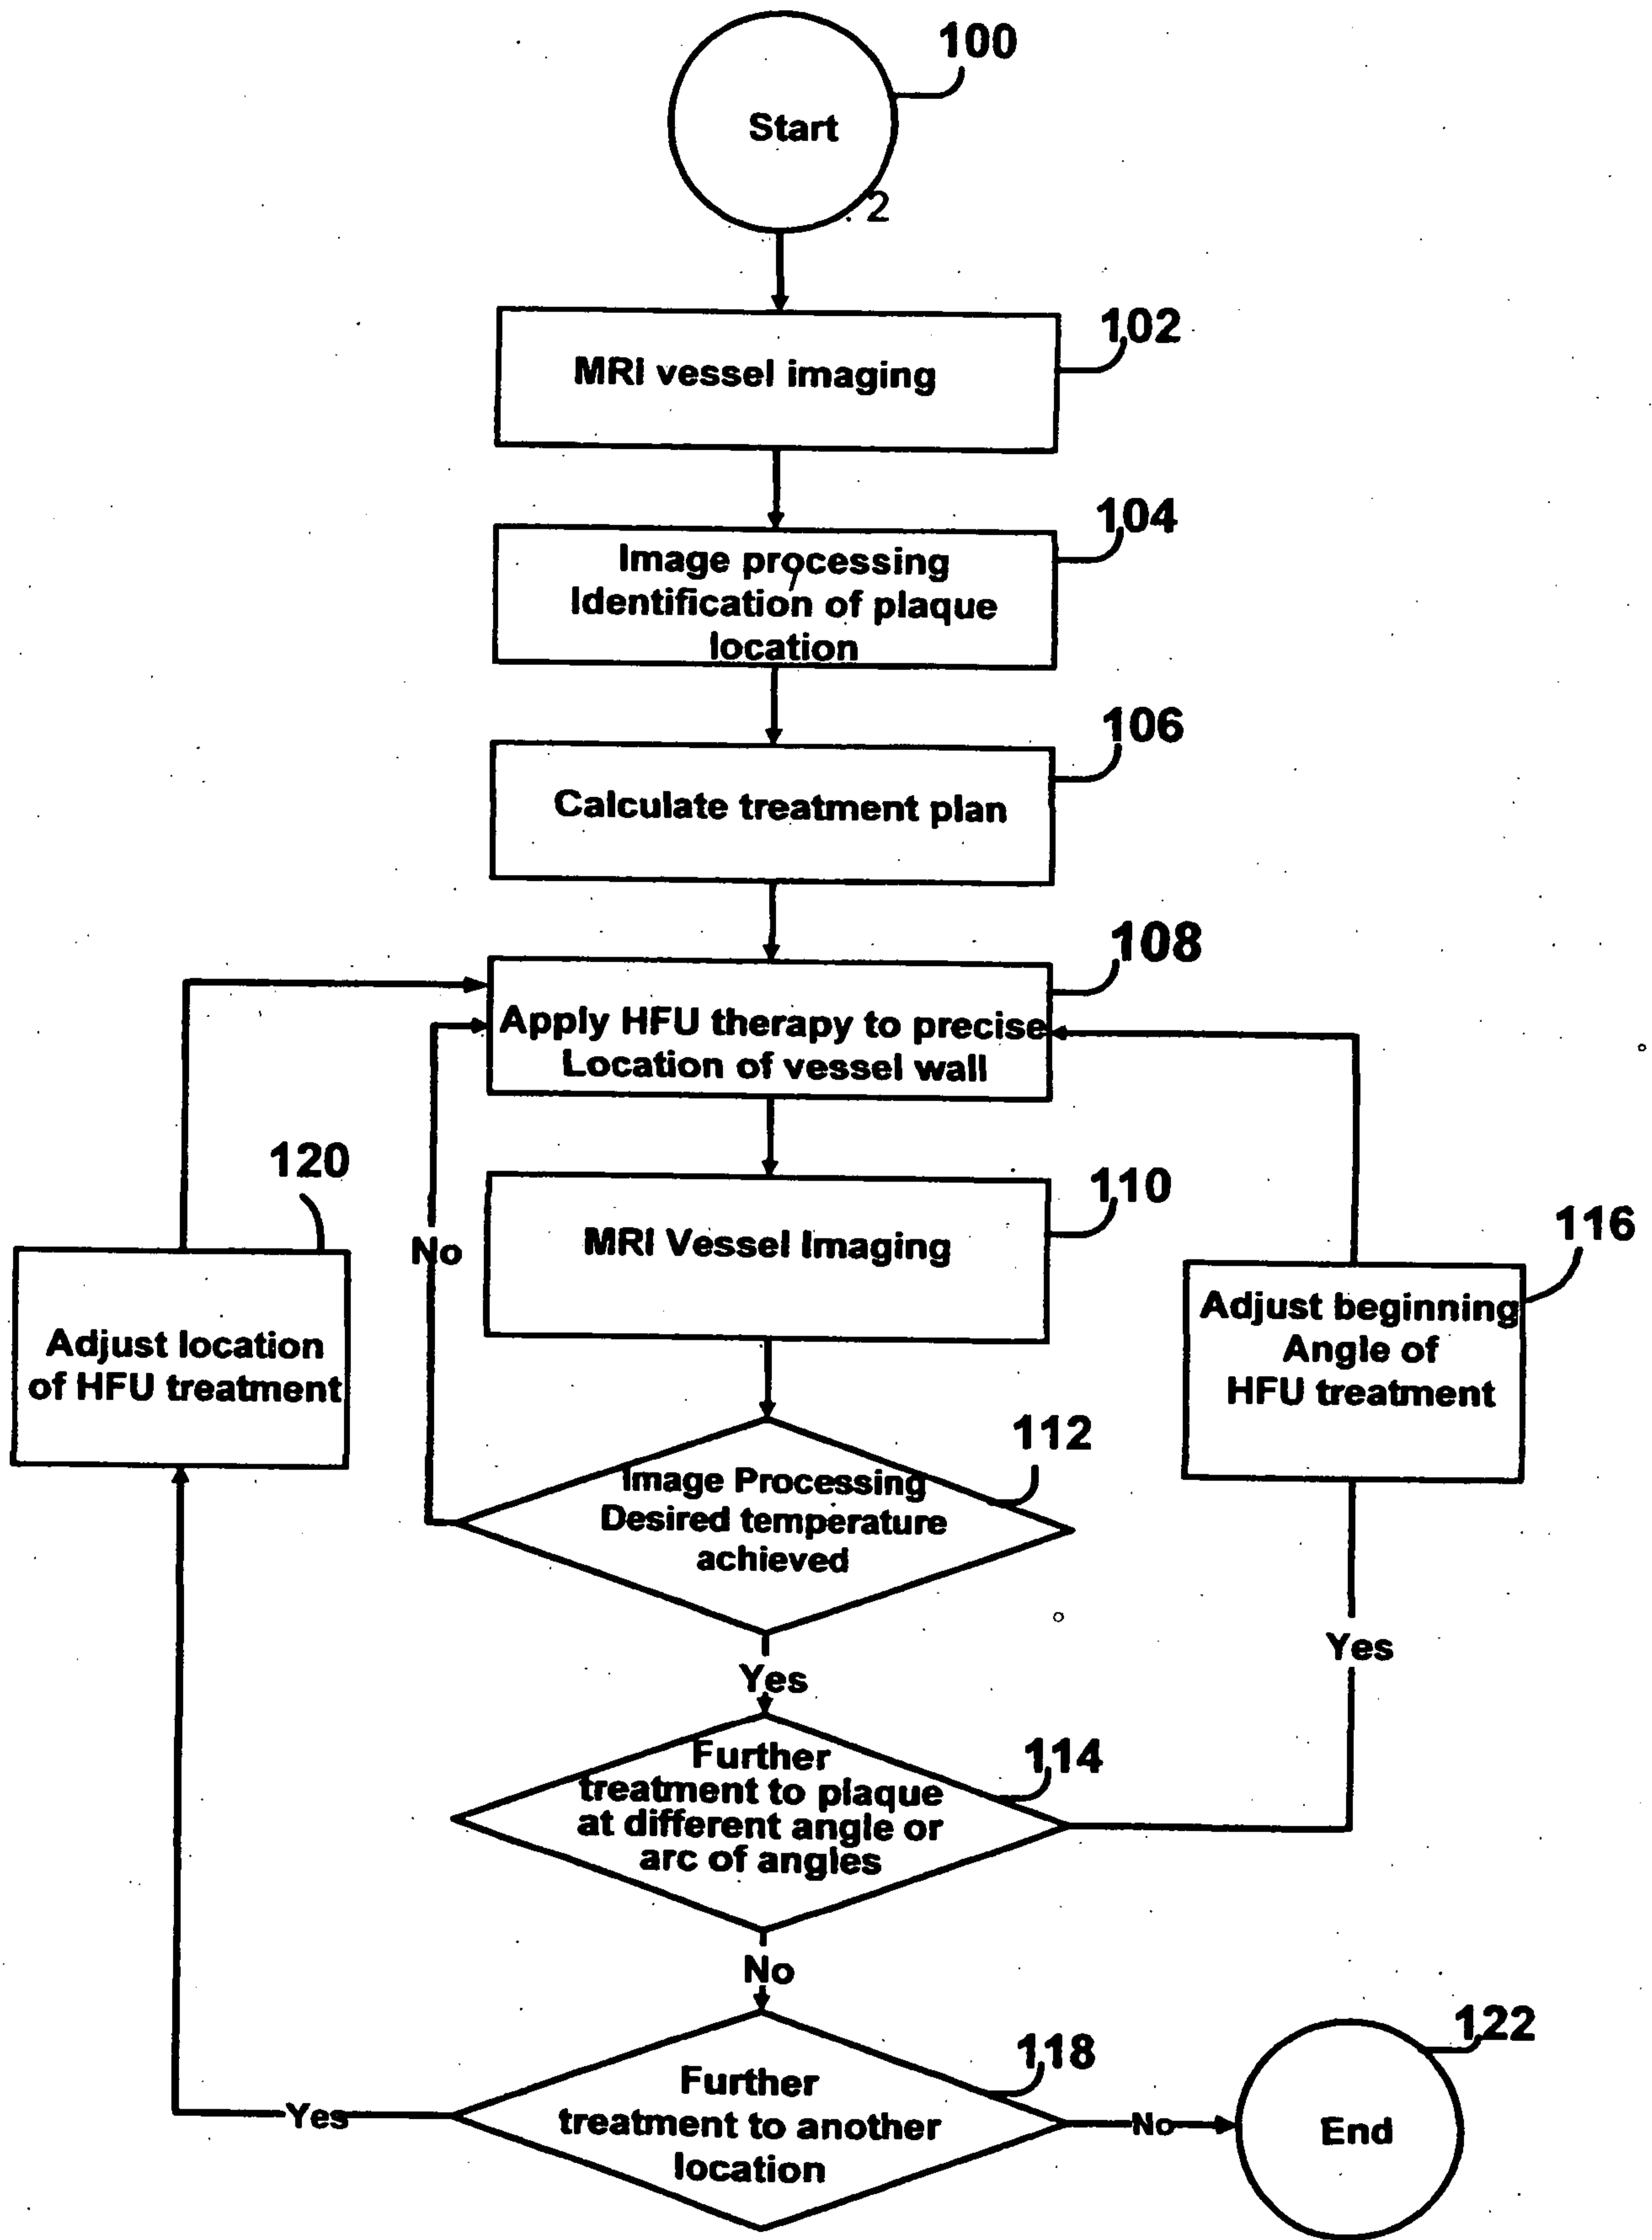 100
Start
2
102
MRI vessel imaging
104
Image processing
Identification of plaque
location
106
Calculate treatment plan
108
Apply HFU therapy to precise
Location of vessel wall
110
MRI Vessel Imaging
No
120
Adjust location
of HFU treatment
116
Adjust beginning
Angle of
HFU treatment
112
Image Processing
Desired temperature
achieved
Yes
Yes
114
Further
treatment to plaque
at different angle or
arc of angles
No
118
Further
treatment to another
location
Yes
No
122
End